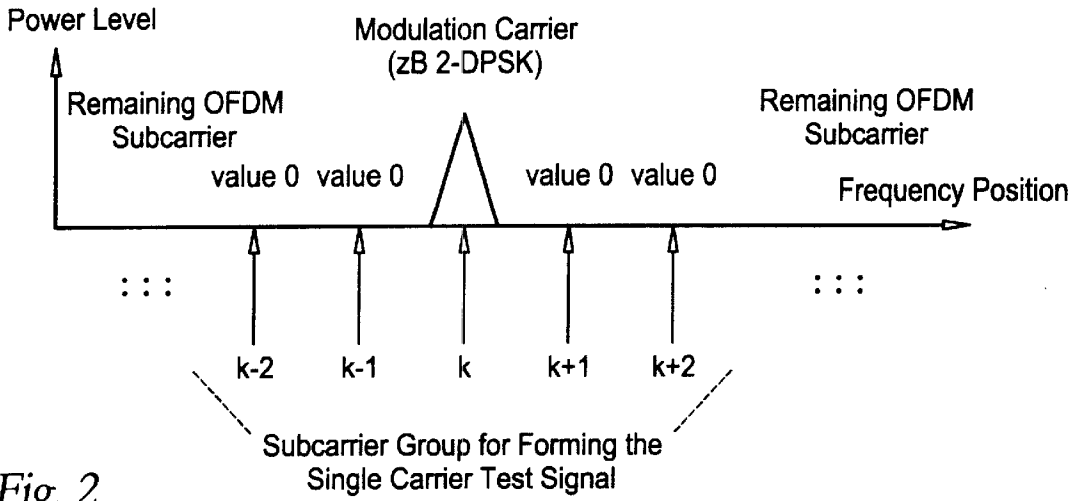 Power Level
Modulation Carrier
(zB 2-DPSK)
Remaining OFDM
Subcarrier
Remaining OFDM
Subcarrier
value 0 value 0
value 0 value 0
Frequency Position
: : :
: : :
k-2 k-1 k k+1 k+2
Subcarrier Group for Forming the
Single Carrier Test Signal
Fig. 2